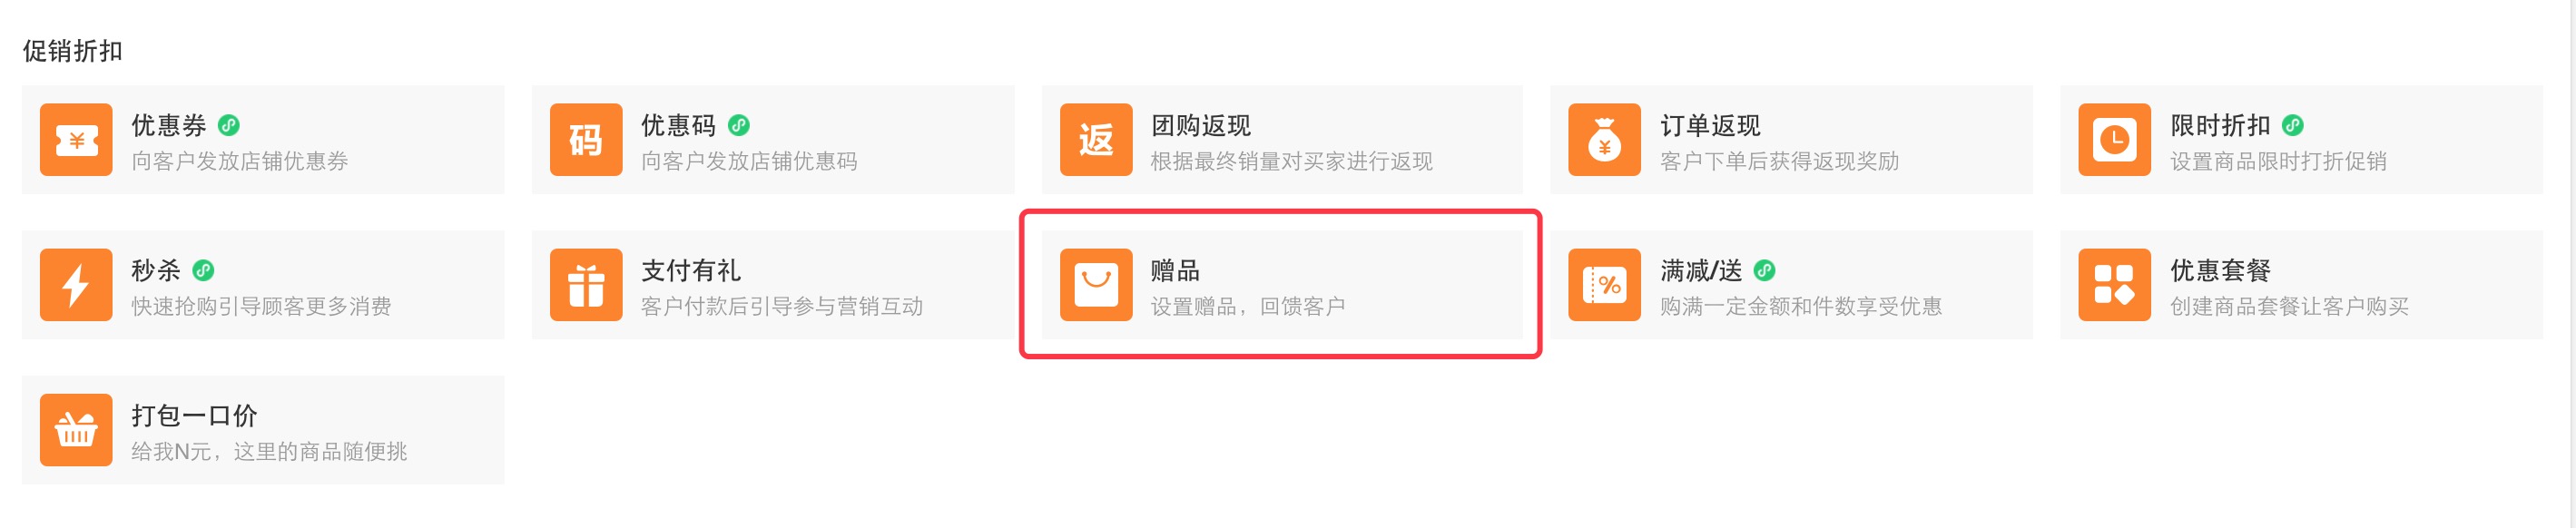 促销折扣
优惠券
向客户发放店铺优惠券
码
优惠码
向客户发放店铺优惠码
返
团购返现
根据最终销量对买家进行返现
¥
订单返现
客户下单后获得返现奖励
限时折扣
设置商品限时打折促销
秒杀
快速抢购引导顾客更多消费
支付有礼
客户付款后引导参与营销互动
赠品
设置赠品，回馈客户
%
满减/送
购满一定金额和件数享受优惠
优惠套餐
创建商品套餐让客户购买
打包一口价
给我N元，这里的商品随便挑